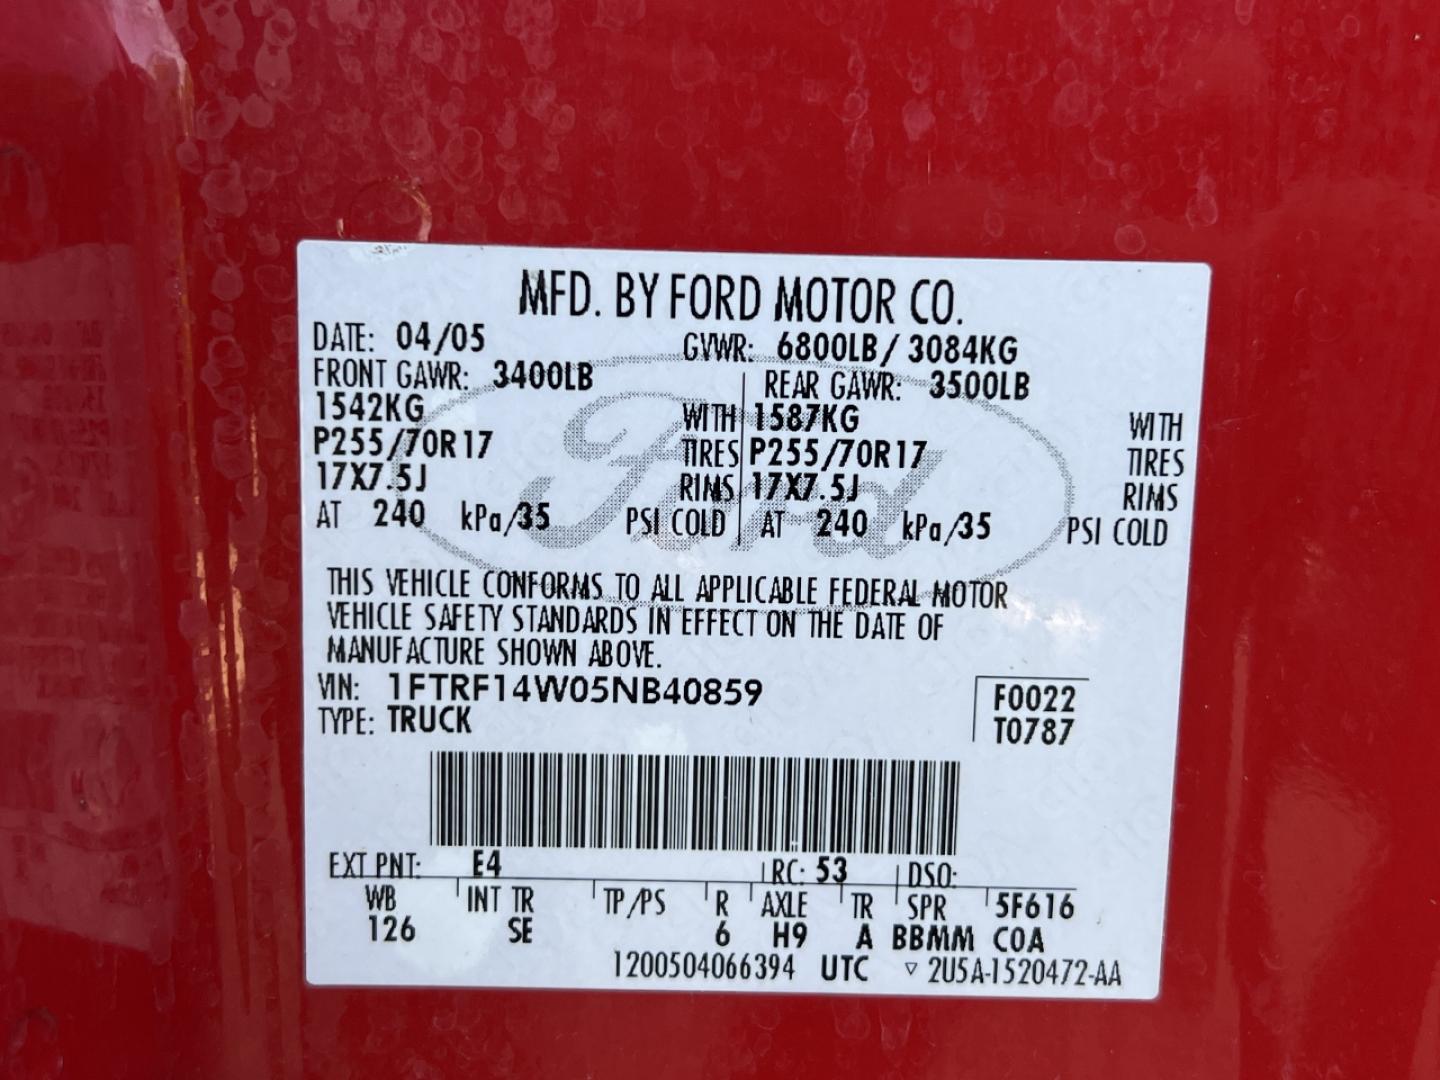 MFD. BY FORD MOTOR CO.
DATE: 04/05 GVWR: 6800LB/ 3084KG
FRONT GAWR: 3400LB REAR GAWR: 3500LB
1542KG WITH 1587KG WITH
P255/70R17 TIRES P255/70R17 TIRES
17X7.5J RIMS 17X7.5J RIMS
AT 240 kPa/35 PSI COLD AT 240 kPa/35 PSI COLD
Ford
THIS VEHICLE CONFORMS TO ALL APPLICABLE FEDERAL MOTOR
VEHICLE SAFETY STANDARDS IN EFFECT ON THE DATE OF
MANUFACTURE SHOWN ABOVE.
VIN: 1FTRF14W05NB40859 F0022
TYPE: TRUCK T0787
EXT PNT: E4 RC: 53 DSO:
WB INT TR TP/PS R AXLE TR SPR 5F616
126 SE 6 H9 A BBMM C0A
1200504066394 UTC ▽ 2U5A-1520472-AA